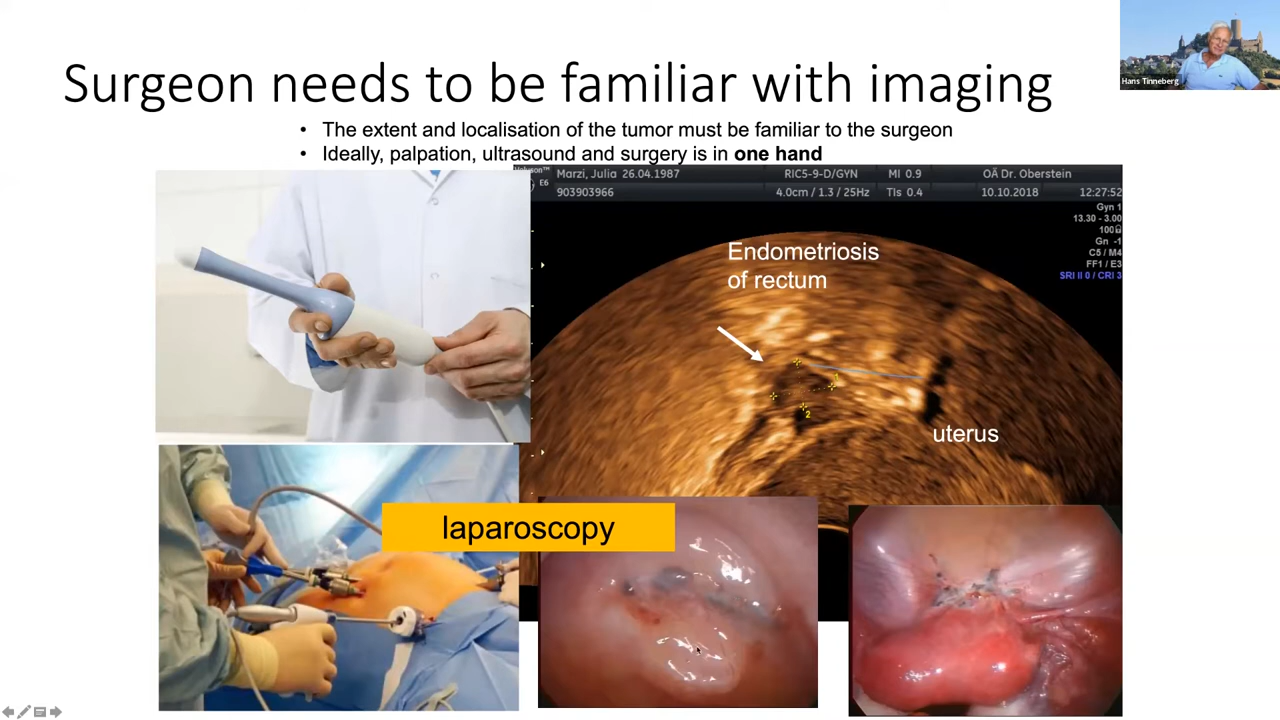 Hans Tinneberg
Surgeon needs to be familiar with imaging
• The extent and localisation of the tumor must be familiar to the surgeon
• Ideally, palpation, ultrasound and surgery is in one hand
E6
Marzi, Julia 26.04.1987 RIC5-9-D/GYN MI 0.9 OÄ Dr. Oberstein
903903966 4.0cm / 1.3 / 25Hz TIs 0.4 10.10.2018 12:27:52
Gyn 1
13.30 - 3.00
100
Gn -1
C5 / M4
FF1 / E3
SRI II 0 / CRI 3
Endometriosis
of rectum
1
2
uterus
laparoscopy